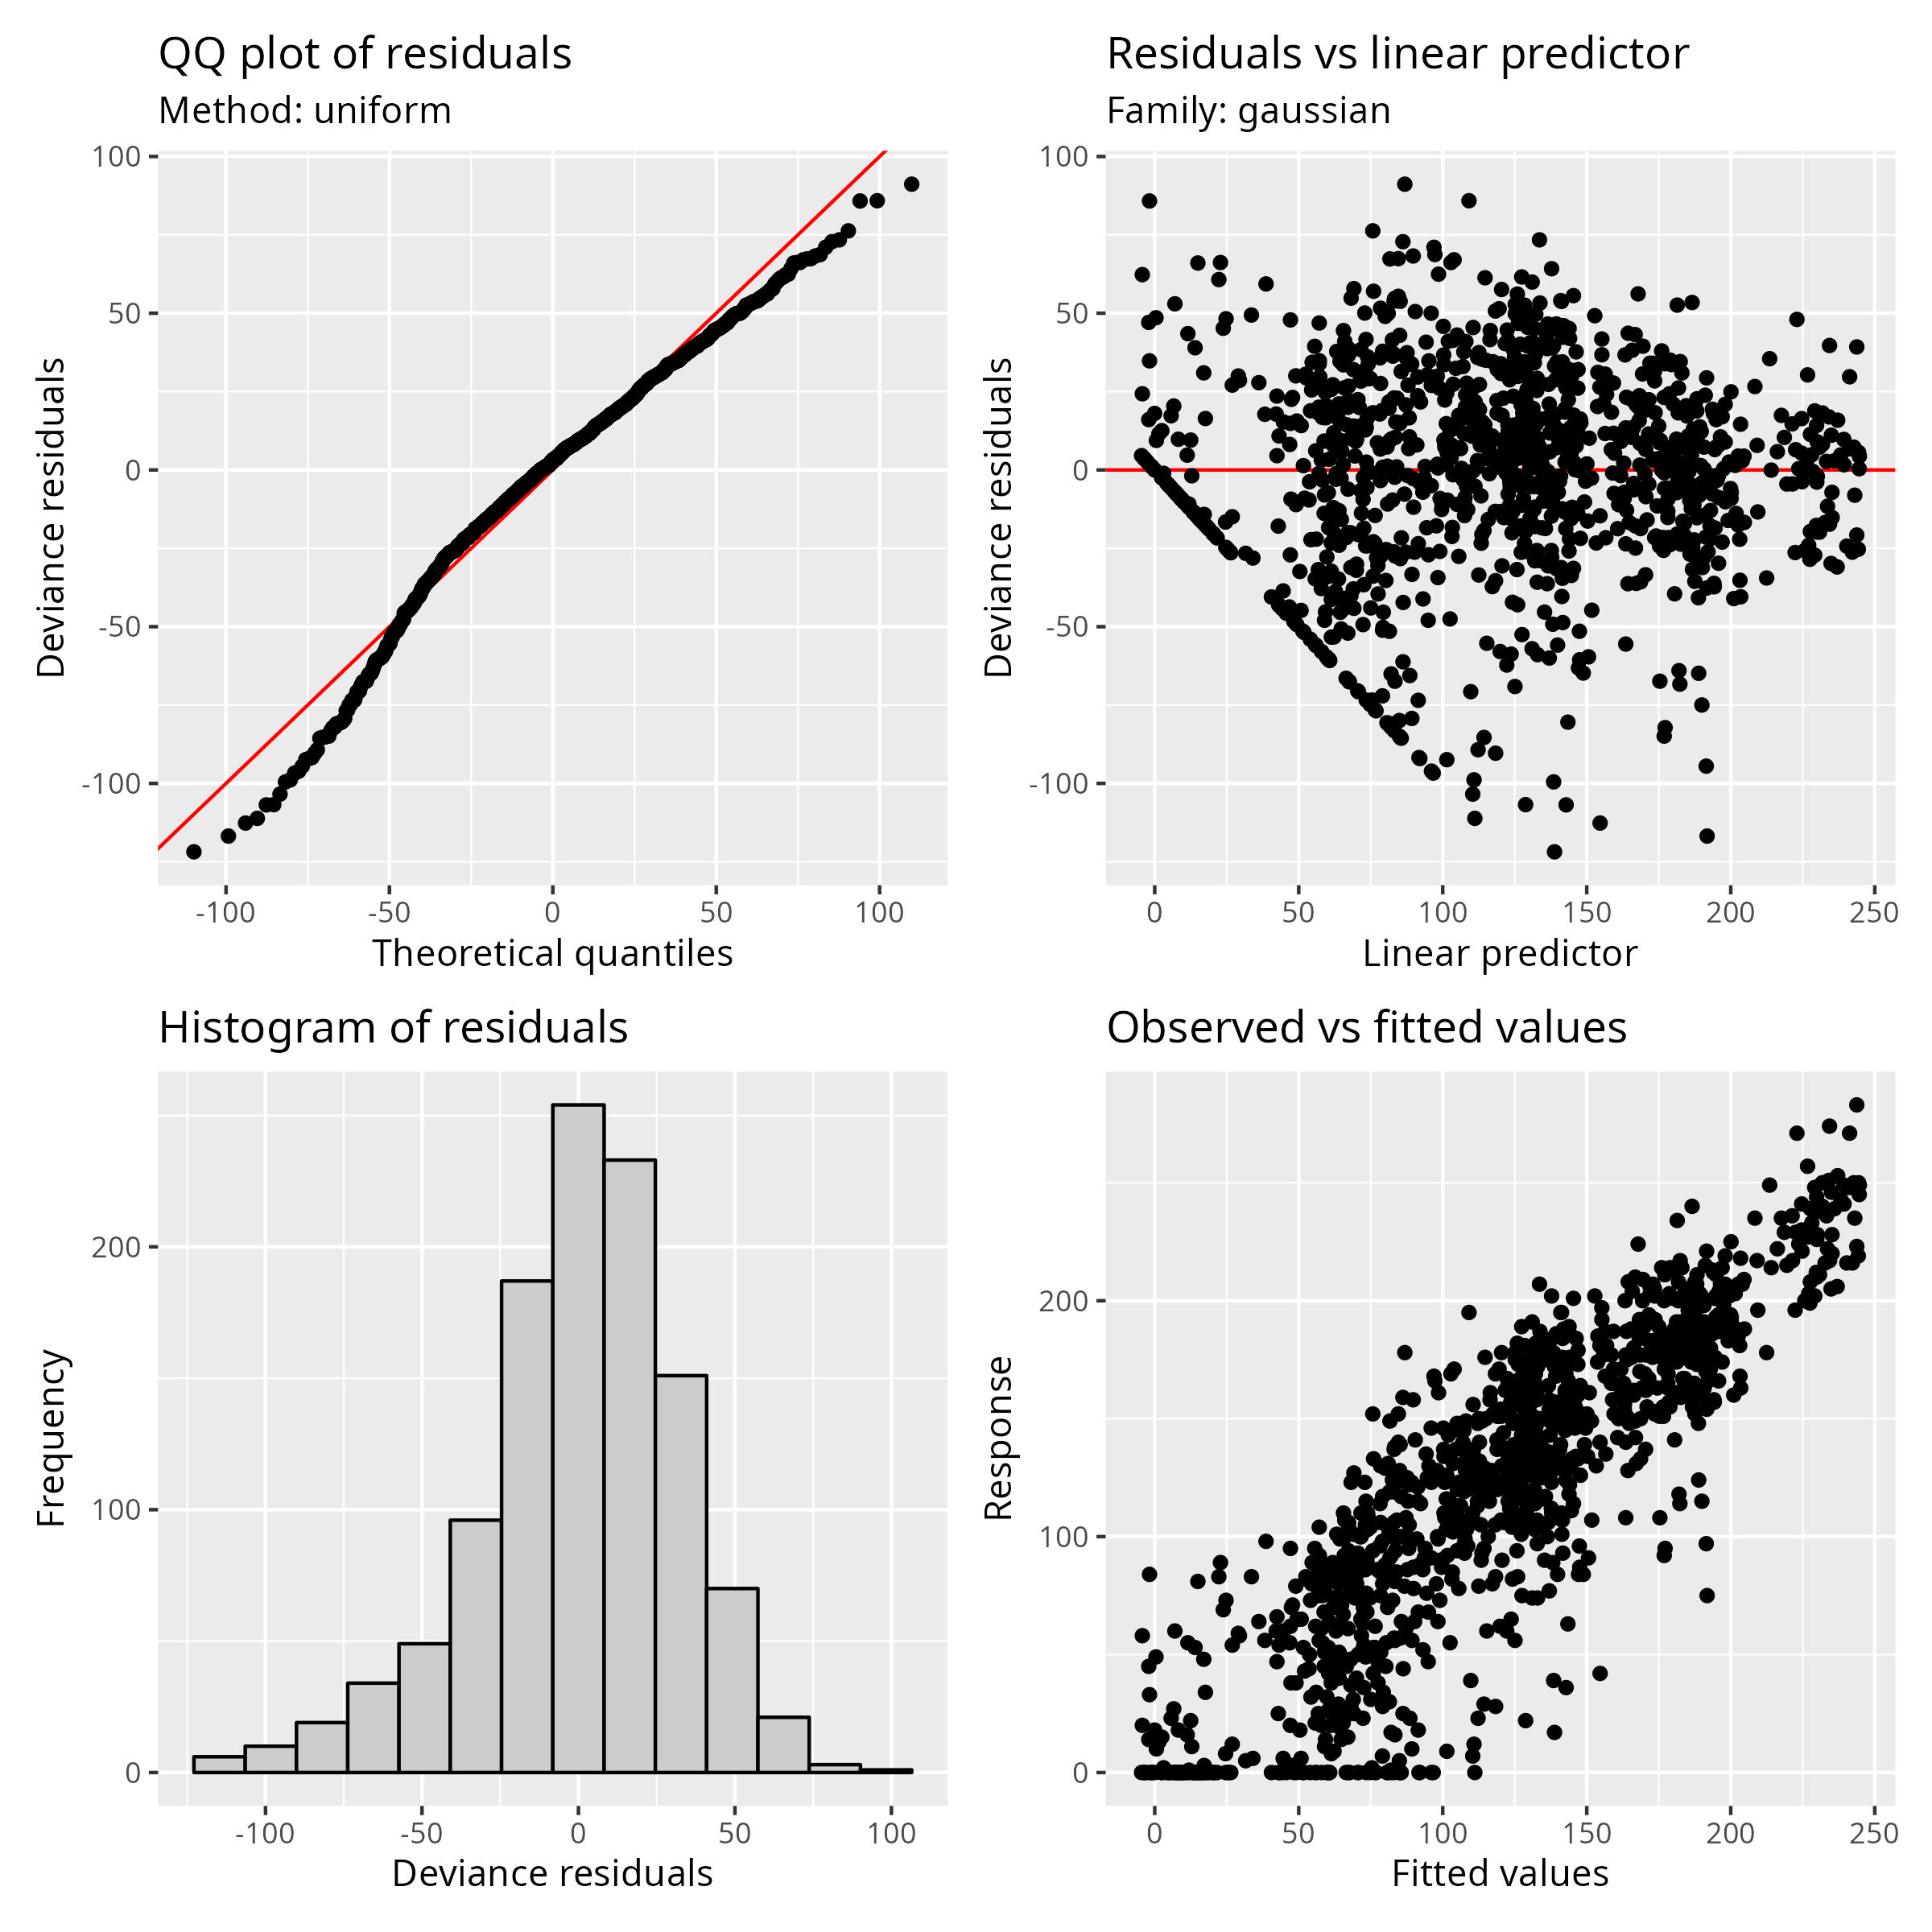 QQ plot of residuals
Method: uniform
100
50
0
-50
-100
-100 -50 0 50 100
Theoretical quantiles
Deviance residuals
Residuals vs linear predictor
Family: gaussian
100
50
0
-50
-100
0 50 100 150 200 250
Linear predictor
Deviance residuals
Histogram of residuals
200
100
0
-100 -50 0 50 100
Deviance residuals
Frequency
Observed vs fitted values
200
100
0
0 50 100 150 200 250
Fitted values
Response